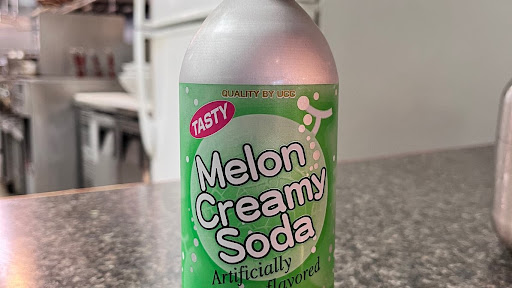 QUALITY BY UCC
TASTY
Melon
Creamy
Soda
Artificially
flavored